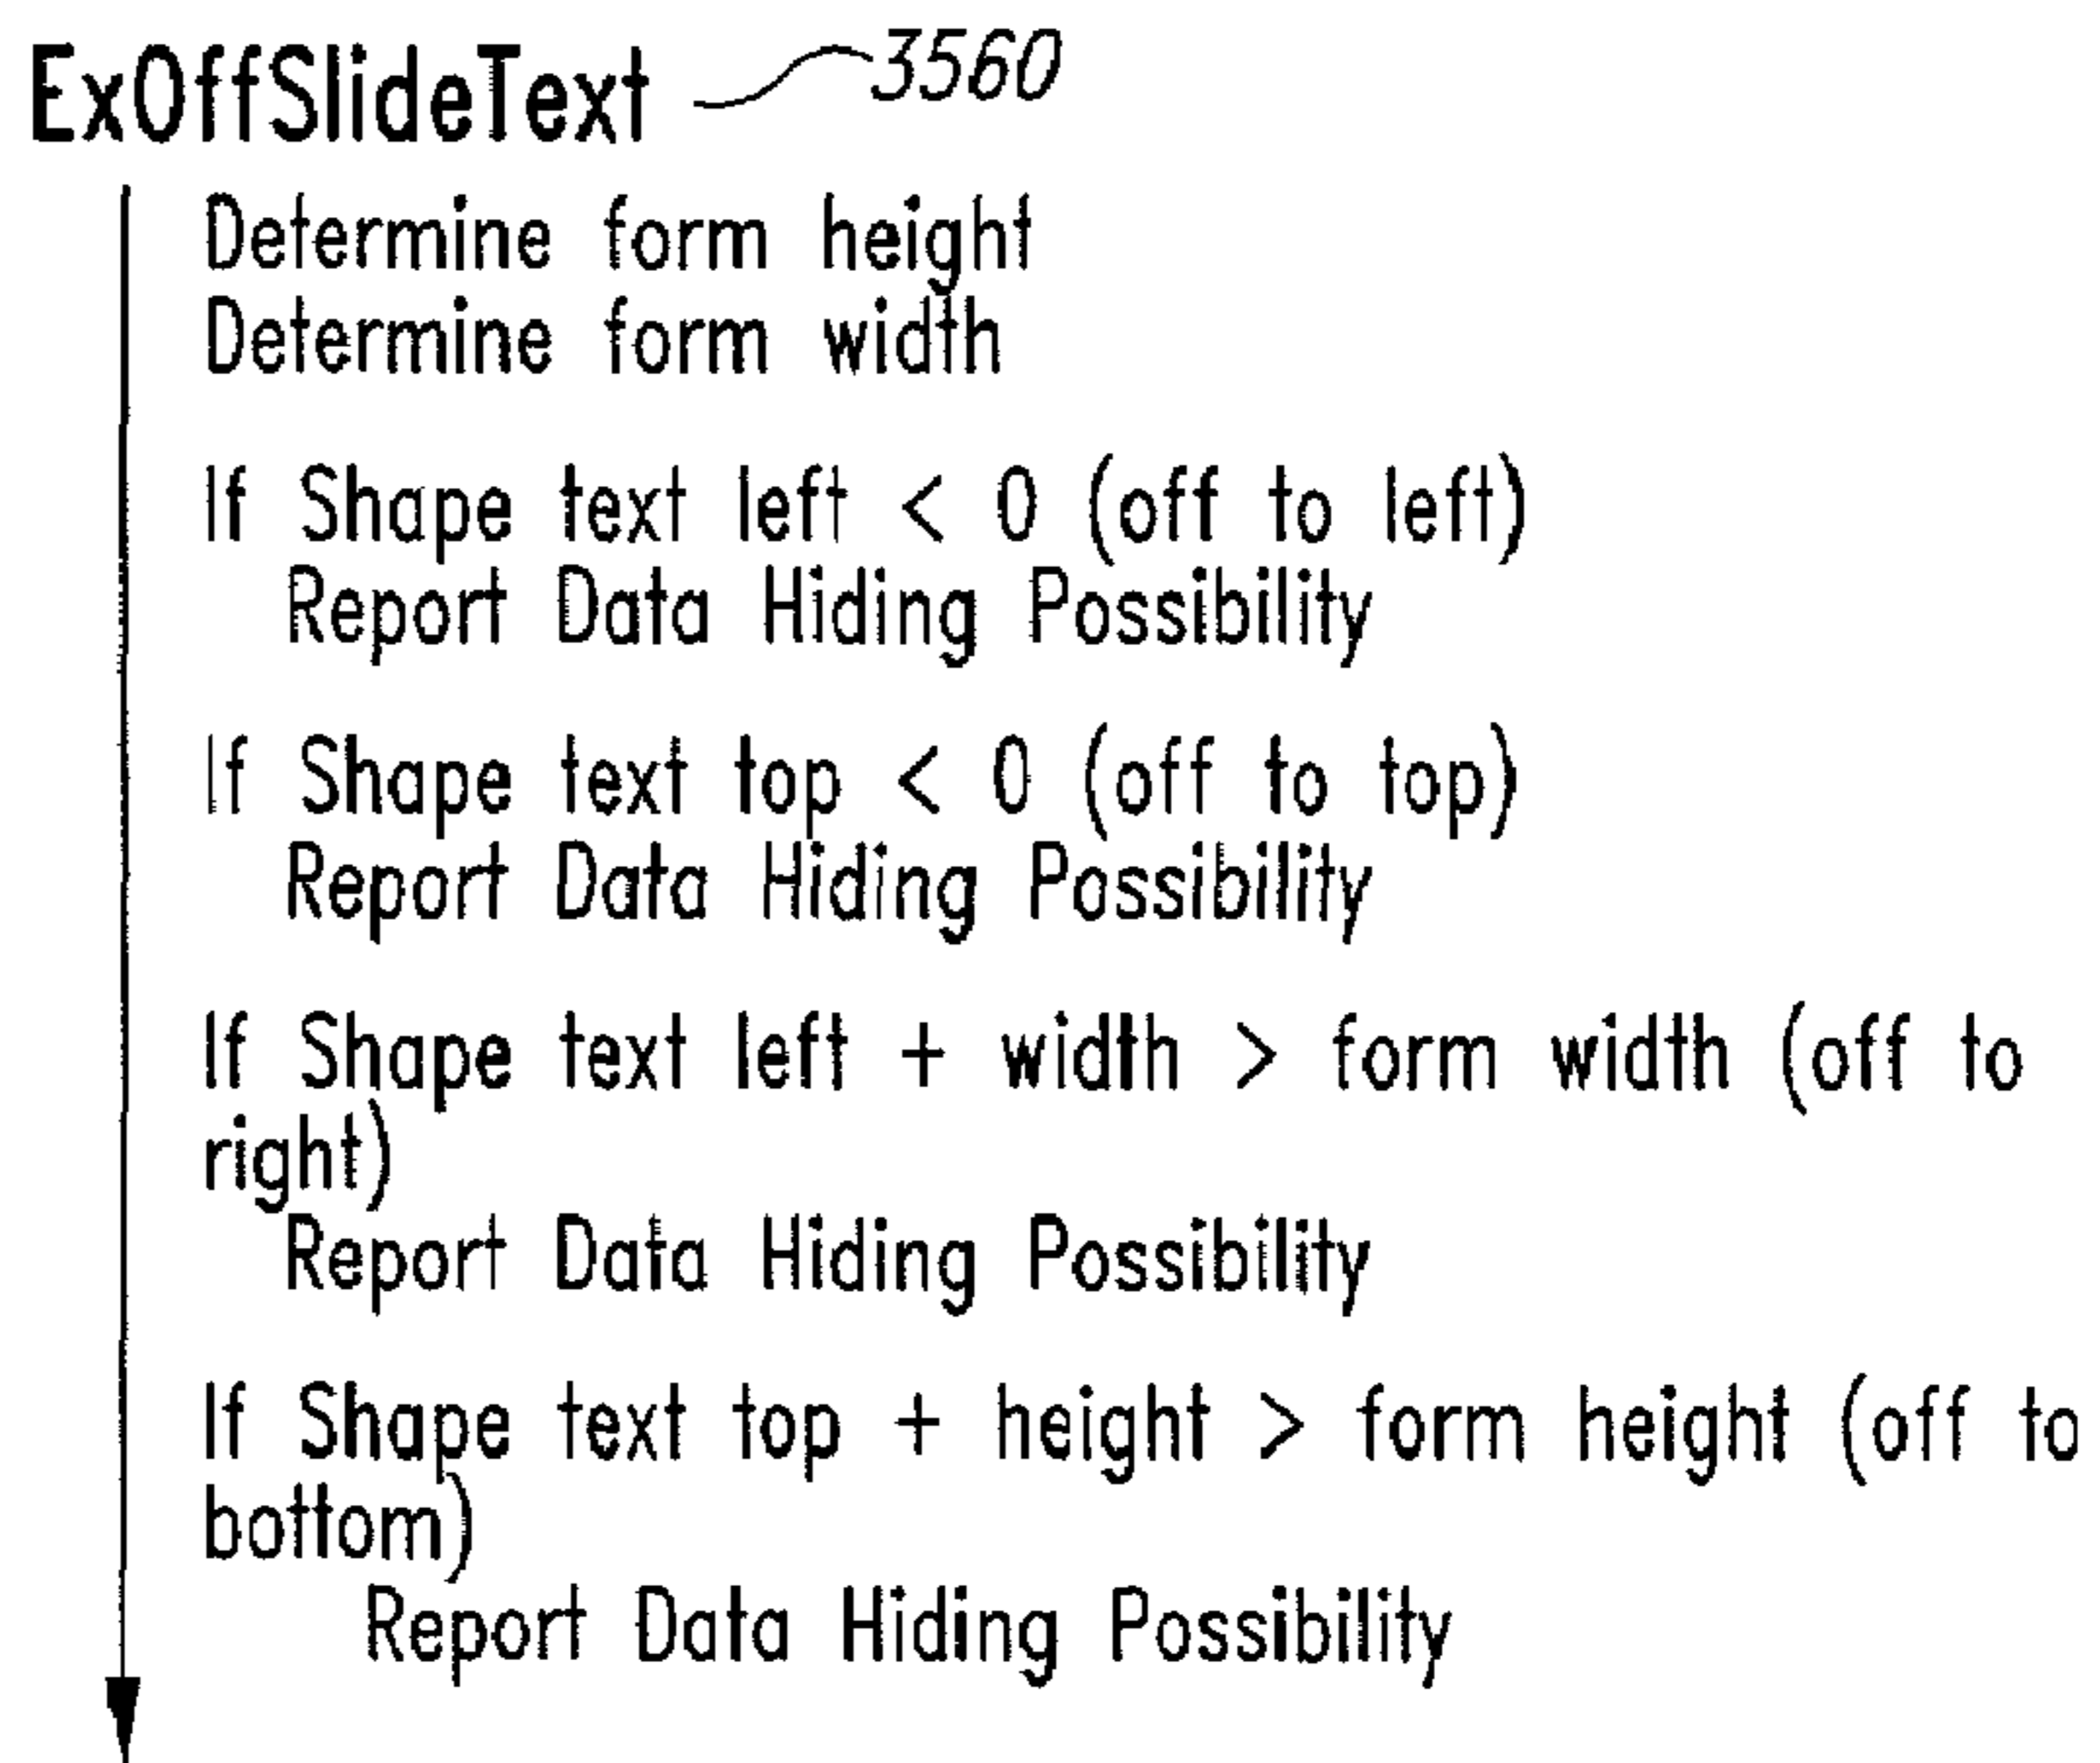 ExOffSlideText 3560
Determine form height
Determine form width
If Shape text left < 0 (off to left)
Report Data Hiding Possibility
If Shape text top < 0 (off to top)
Report Data Hiding Possibility
If Shape text left + width > form width (off to
right)
Report Data Hiding Possibility
If Shape text top + height > form height (off to
bottom)
Report Data Hiding Possibility